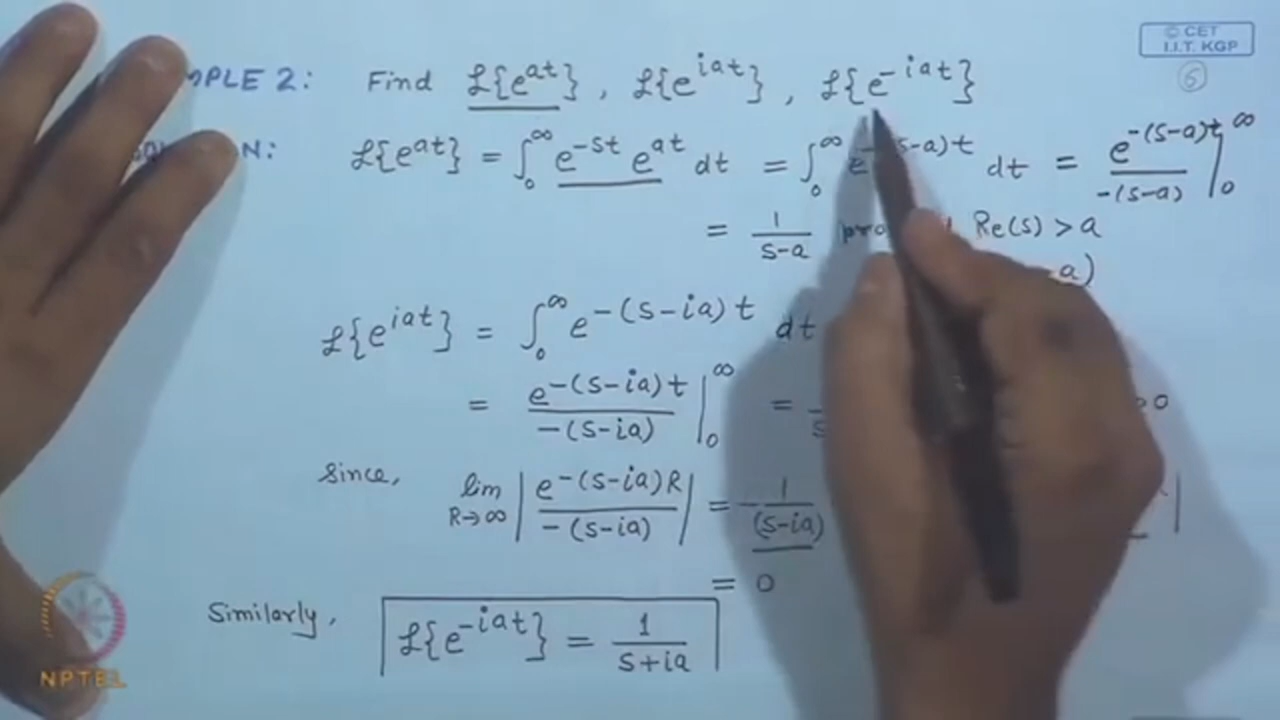 © CET
I.I.T. KGP
MPLE 2: Find ℒ{e^{at}}, ℒ{e^{iat}}, ℒ{e^{-iat}}
6
N: ℒ{e^{at}} = ∫_0^∞ e^{-st} e^{at} dt = ∫_0^∞ e^{-(s-a)t} dt = e^{-(s-a)t}/-(s-a) |_0^∞
= 1/(s-a) Re(s) > a
a)
ℒ{e^{iat}} = ∫_0^∞ e^{-(s-ia)t} dt
= e^{-(s-ia)t}/-(s-ia) |_0^∞ =
Since, lim_{R→∞} |e^{-(s-ia)R}/-(s-ia)| = -1/(s-ia)
= 0
Similarly, ℒ{e^{-iat}} = 1/(s+ia)
NPTEL